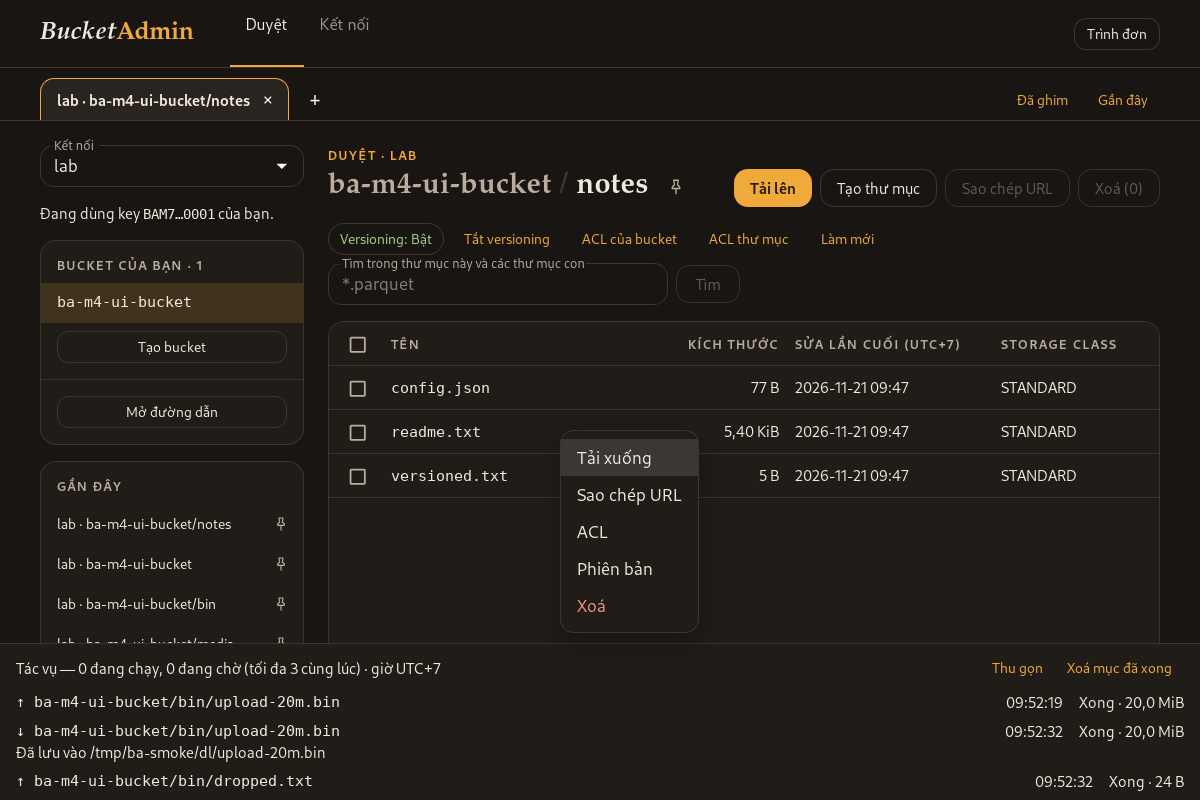 BucketAdmin
Duyệt
Kết nối
Trình đơn
lab · ba-m4-ui-bucket/notes ×
+
Đã ghim
Gần đây
Kết nối
lab
Đang dùng key BAM7…0001 của bạn.
BUCKET CỦA BẠN · 1
ba-m4-ui-bucket
Tạo bucket
Mở đường dẫn
GẦN ĐÂY
lab · ba-m4-ui-bucket/notes
lab · ba-m4-ui-bucket
lab · ba-m4-ui-bucket/bin
lab · ba-m4-ui-bucket/media
DUYỆT · LAB
ba-m4-ui-bucket / notes
Tải lên
Tạo thư mục
Sao chép URL
Xoá (0)
Versioning: Bật
Tắt versioning
ACL của bucket
ACL thư mục
Làm mới
Tìm trong thư mục này và các thư mục con
*.parquet
Tìm
TÊN KÍCH THƯỚC SỬA LẦN CUỐI (UTC+7) STORAGE CLASS
config.json 77 B 2026-11-21 09:47 STANDARD
readme.txt 5,40 KiB 2026-11-21 09:47 STANDARD
versioned.txt 5 B 2026-11-21 09:47 STANDARD
Tải xuống
Sao chép URL
ACL
Phiên bản
Xoá
Tác vụ — 0 đang chạy, 0 đang chờ (tối đa 3 cùng lúc) · giờ UTC+7
Thu gọn
Xoá mục đã xong
↑ ba-m4-ui-bucket/bin/upload-20m.bin 09:52:19 Xong · 20,0 MiB
↓ ba-m4-ui-bucket/bin/upload-20m.bin 09:52:32 Xong · 20,0 MiB
Đã lưu vào /tmp/ba-smoke/dl/upload-20m.bin
↑ ba-m4-ui-bucket/bin/dropped.txt 09:52:32 Xong · 24 B